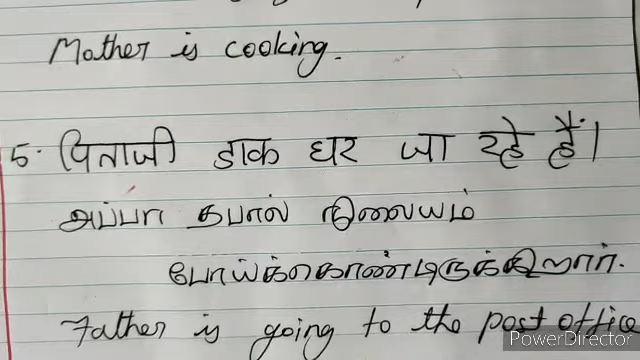 Mother is cooking.
5. पिताजी डाक घर जा रहे हैं।
அப்பா தபால் நிலையம்
போய்க்கொண்டிருக்கிறார்.
Father is going to the post office
PowerDirector